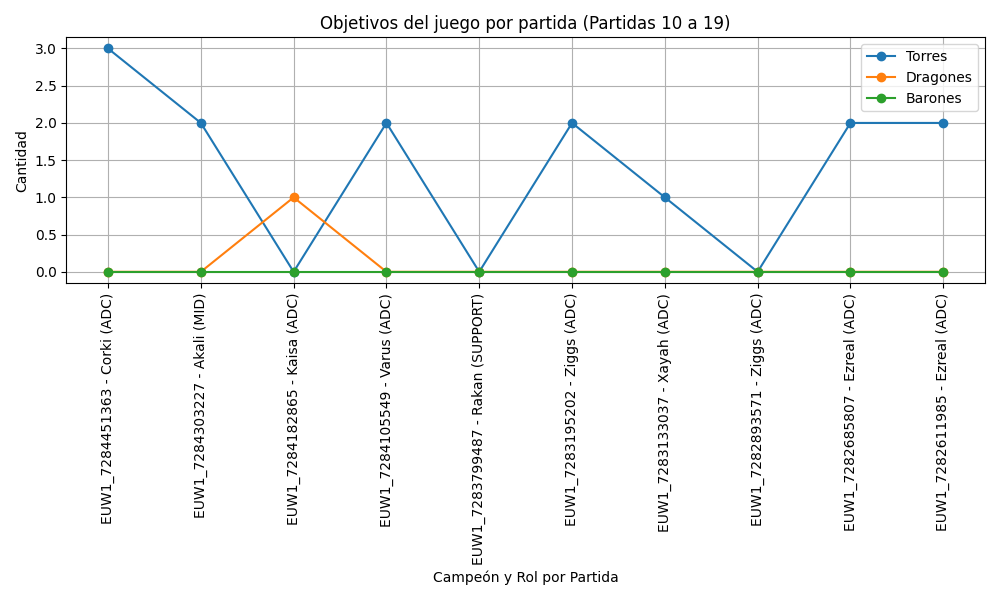 Objetivos del juego por partida (Partidas 10 a 19)
Torres
Dragones
Barones
Cantidad
3.0
2.5
2.0
1.5
1.0
0.5
0.0
EUW1_7284451363 - Corki (ADC)
EUW1_7284303227 - Akali (MID)
EUW1_7284182865 - Kaisa (ADC)
EUW1_7284105549 - Varus (ADC)
EUW1_7283799487 - Rakan (SUPPORT)
EUW1_7283195202 - Ziggs (ADC)
EUW1_7283133037 - Xayah (ADC)
EUW1_7282893571 - Ziggs (ADC)
EUW1_7282685807 - Ezreal (ADC)
EUW1_7282611985 - Ezreal (ADC)
Campeón y Rol por Partida